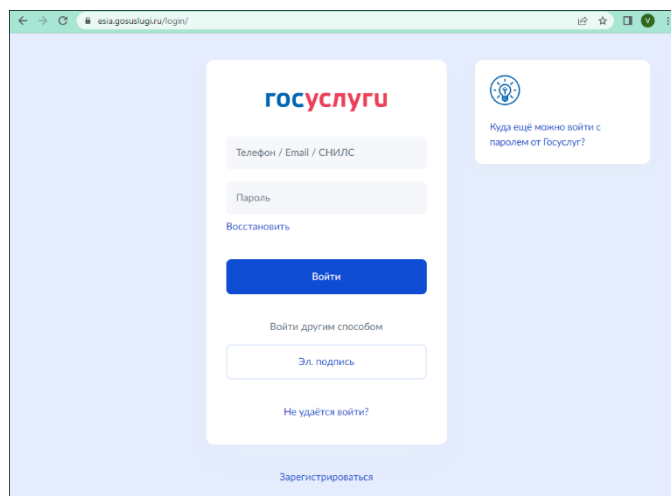 esia.gosuslugi.ru/login/
V
госуслуги
Куда ещё можно войти с
паролем от Госуслуг?
Телефон / Email / СНИЛС
Пароль
Восстановить
Войти
Войти другим способом
Эл. подпись
Не удаётся войти?
Зарегистрироваться